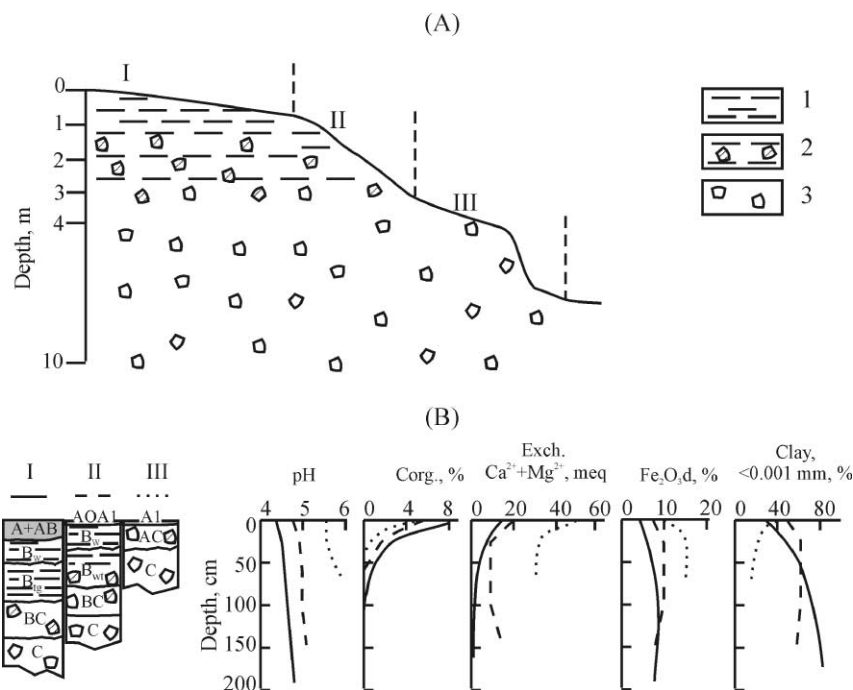 (A)
I
II
III
0
1
2
3
4
10
Depth, m
1
2
3
(B)
I II III
A+AB
Bw
Btg
BC
C
AOA1
Bw
Bwt
BC
C
A1
AC
C
pH
4 5 6
Corg., %
0 4 8
Exch.
Ca²⁺+Mg²⁺, meq
0 20 40 60
Fe₂O₃d, %
0 10 20
Clay,
<0.001 mm, %
0 40 80
0
50
100
150
200
Depth, cm